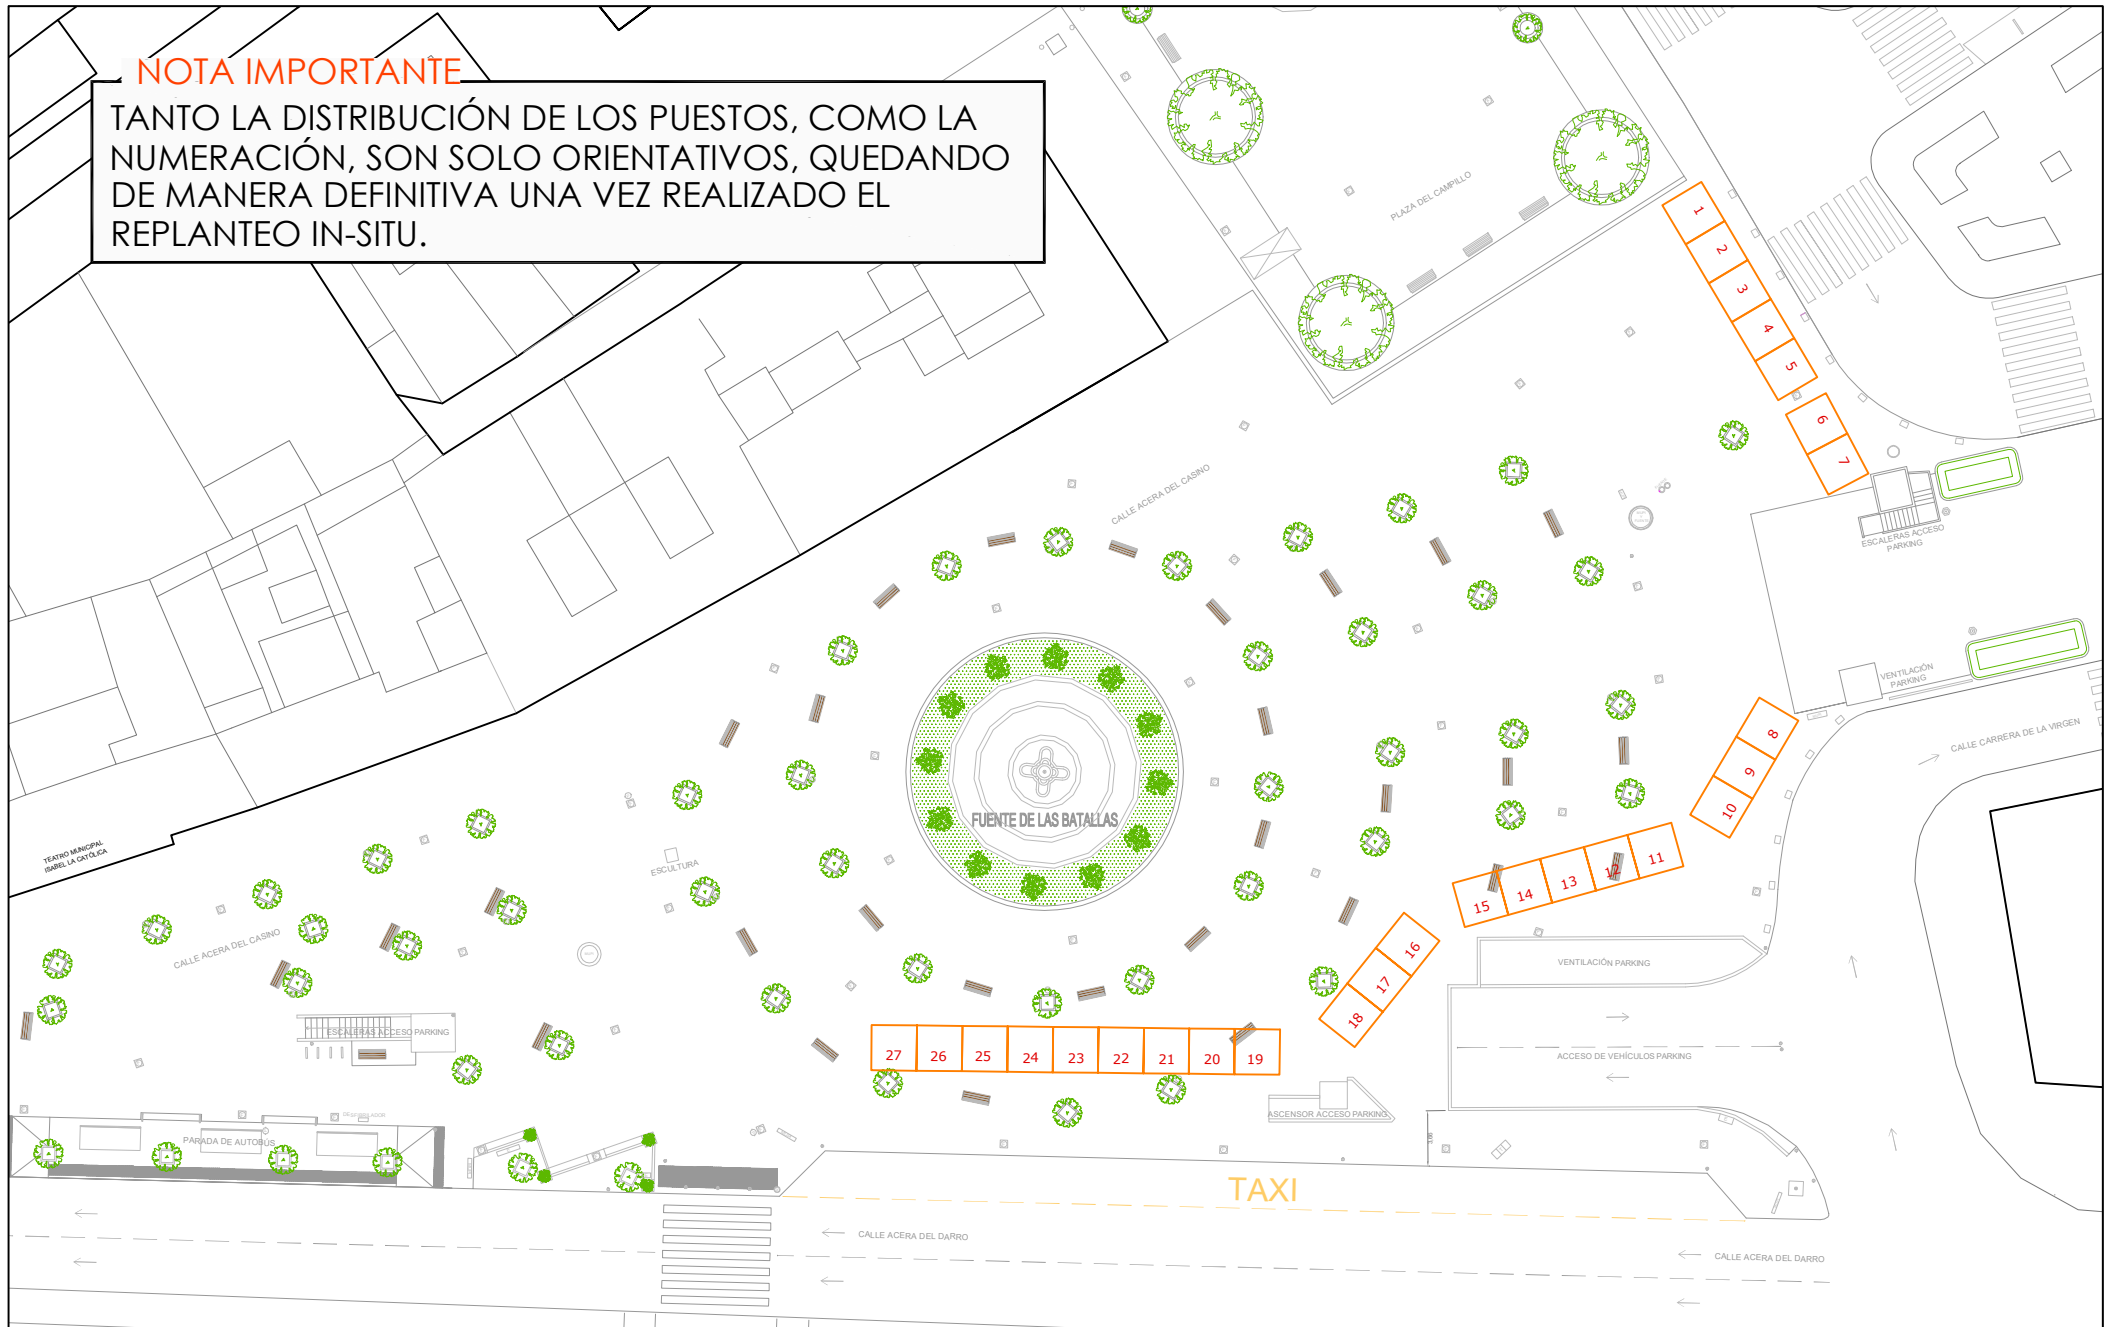 NOTA IMPORTANTE
TANTO LA DISTRIBUCIÓN DE LOS PUESTOS, COMO LA
NUMERACIÓN, SON SOLO ORIENTATIVOS, QUEDANDO
DE MANERA DEFINITIVA UNA VEZ REALIZADO EL
REPLANTEO IN-SITU.
PLAZA DEL CAMPILLO
1
2
3
4
5
6
7
CALLE ACERA DEL CASINO
ESCALERAS ACCESO
PARKING
VENTILACIÓN
PARKING
CALLE CARRERA DE LA VIRGEN
8
9
10
11
12
13
14
15
16
17
18
FUENTE DE LAS BATALLAS
TEATRO MUNICIPAL
ISABEL LA CATÓLICA
ESCULTURA
CALLE ACERA DEL CASINO
VENTILACIÓN PARKING
ESCALERAS ACCESO PARKING
27
26
25
24
23
22
21
20
19
ACCESO DE VEHÍCULOS PARKING
ASCENSOR ACCESO PARKING
PARADA DE AUTOBÚS
TAXI
CALLE ACERA DEL DARRO
CALLE ACERA DEL DARRO